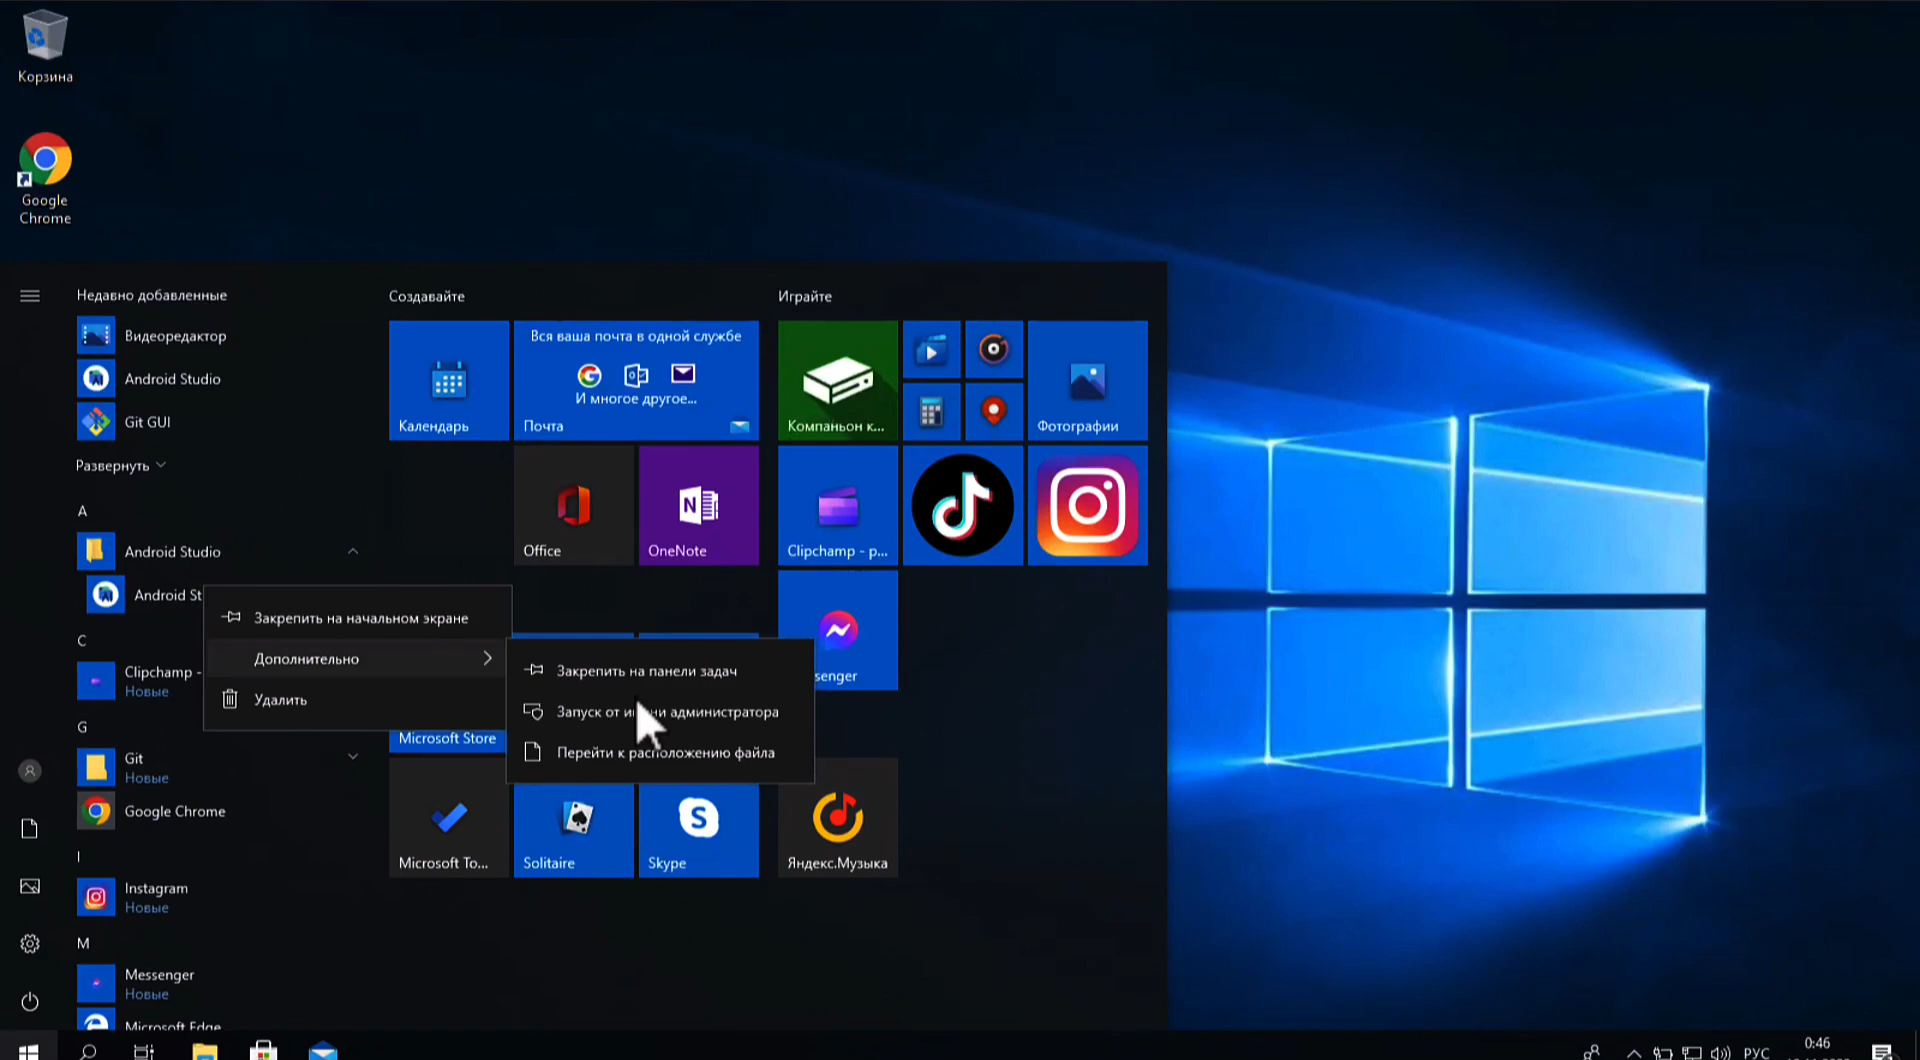 Корзина
Google
Chrome
Недавно добавленные
Видеоредактор
Android Studio
Git GUI
Развернуть
A
Android Studio
Android St
C
Clipchamp -
Новые
G
Git
Новые
Google Chrome
I
Instagram
Новые
M
Messenger
Новые
Microsoft Edge
Закрепить на начальном экране
Дополнительно
Удалить
Закрепить на панели задач
Запуск от имени администратора
Перейти к расположению файла
Создавайте
Календарь
Вся ваша почта в одной службе
И многое другое...
Почта
Office
OneNote
Microsoft Store
Microsoft To...
Solitaire
Skype
Играйте
Компаньон к...
Фотографии
Clipchamp - р...
senger
Яндекс.Музыка
РУС
0:46